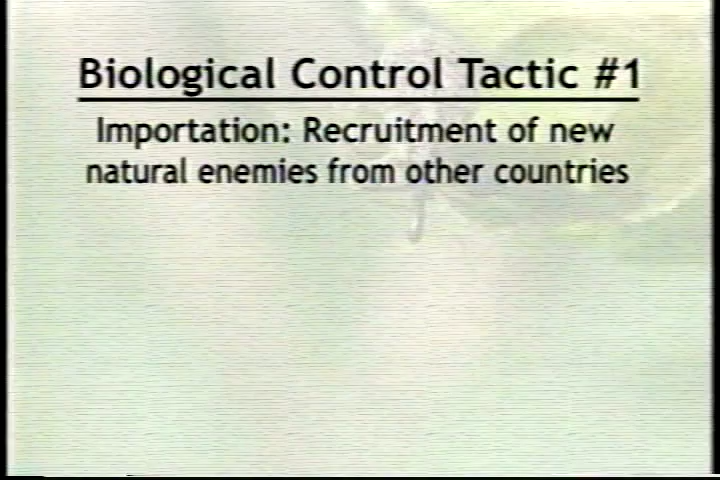 Biological Control Tactic #1
Importation: Recruitment of new
natural enemies from other countries